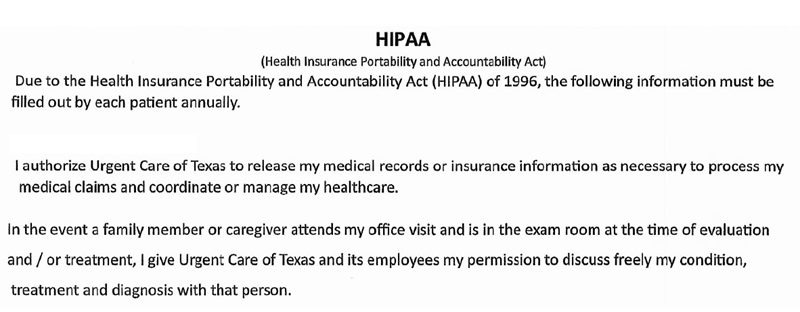 HIPAA
(Health Insurance Portability and Accountability Act)
Due to the Health Insurance Portability and Accountability Act (HIPAA) of 1996, the following information must be
filled out by each patient annually.
I authorize Urgent Care of Texas to release my medical records or insurance information as necessary to process my
medical claims and coordinate or manage my healthcare.
In the event a family member or caregiver attends my office visit and is in the exam room at the time of evaluation
and / or treatment, I give Urgent Care of Texas and its employees my permission to discuss freely my condition,
treatment and diagnosis with that person.